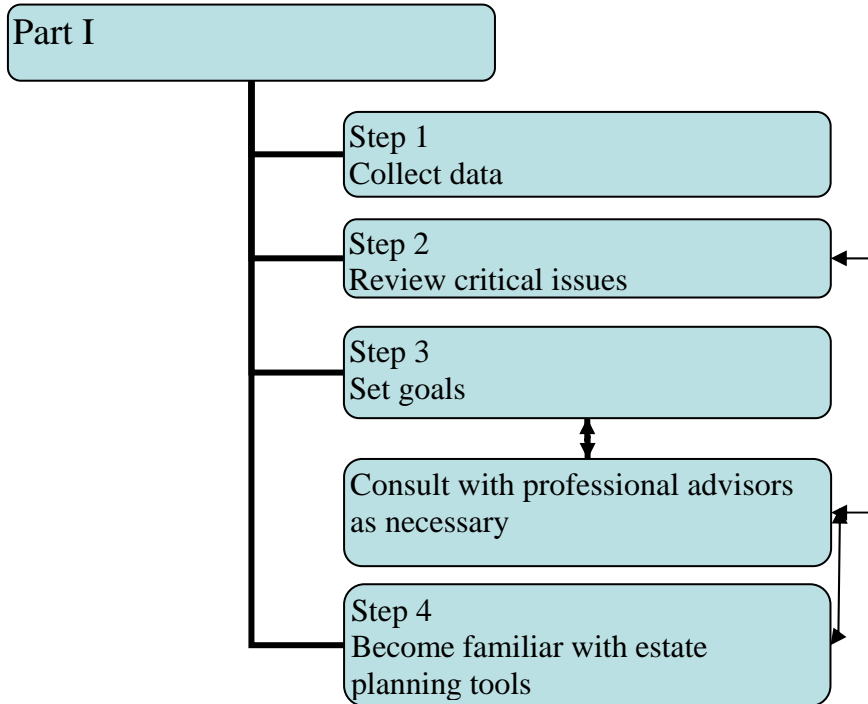 Part I
Step 1
Collect data
Step 2
Review critical issues
Step 3
Set goals
Consult with professional advisors
as necessary
Step 4
Become familiar with estate
planning tools